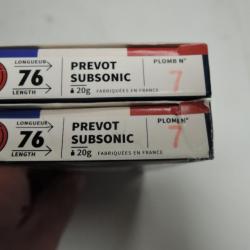 LONGUEUR
76
LENGTH
PREVOT
SUBSONIC
20g
FABRIQUÉES EN FRANCE
PLOMB N°
7
LONGUEUR
76
LENGTH
PREVOT
SUBSONIC
20g
FABRIQUÉES EN FRANCE
PLOMB N°
7